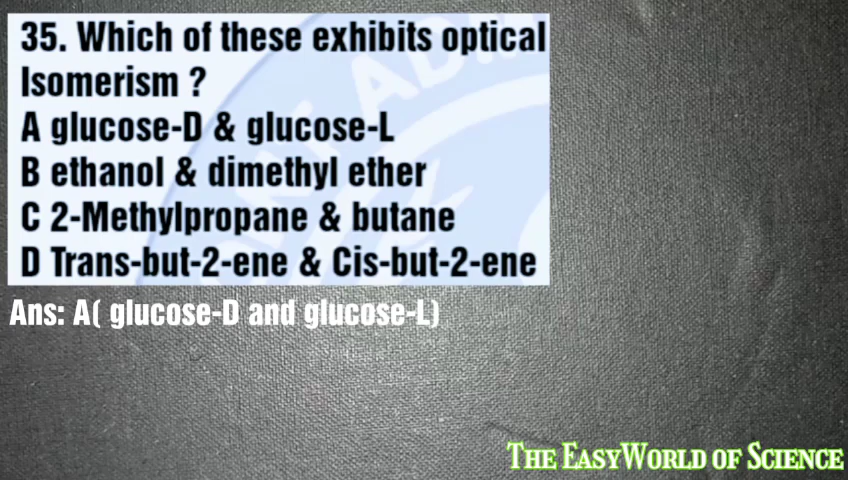 35. Which of these exhibits optical
Isomerism ?
A glucose-D & glucose-L
B ethanol & dimethyl ether
C 2-Methylpropane & butane
D Trans-but-2-ene & Cis-but-2-ene
Ans: A( glucose-D and glucose-L)
THE EASYWORLD OF SCIENCE